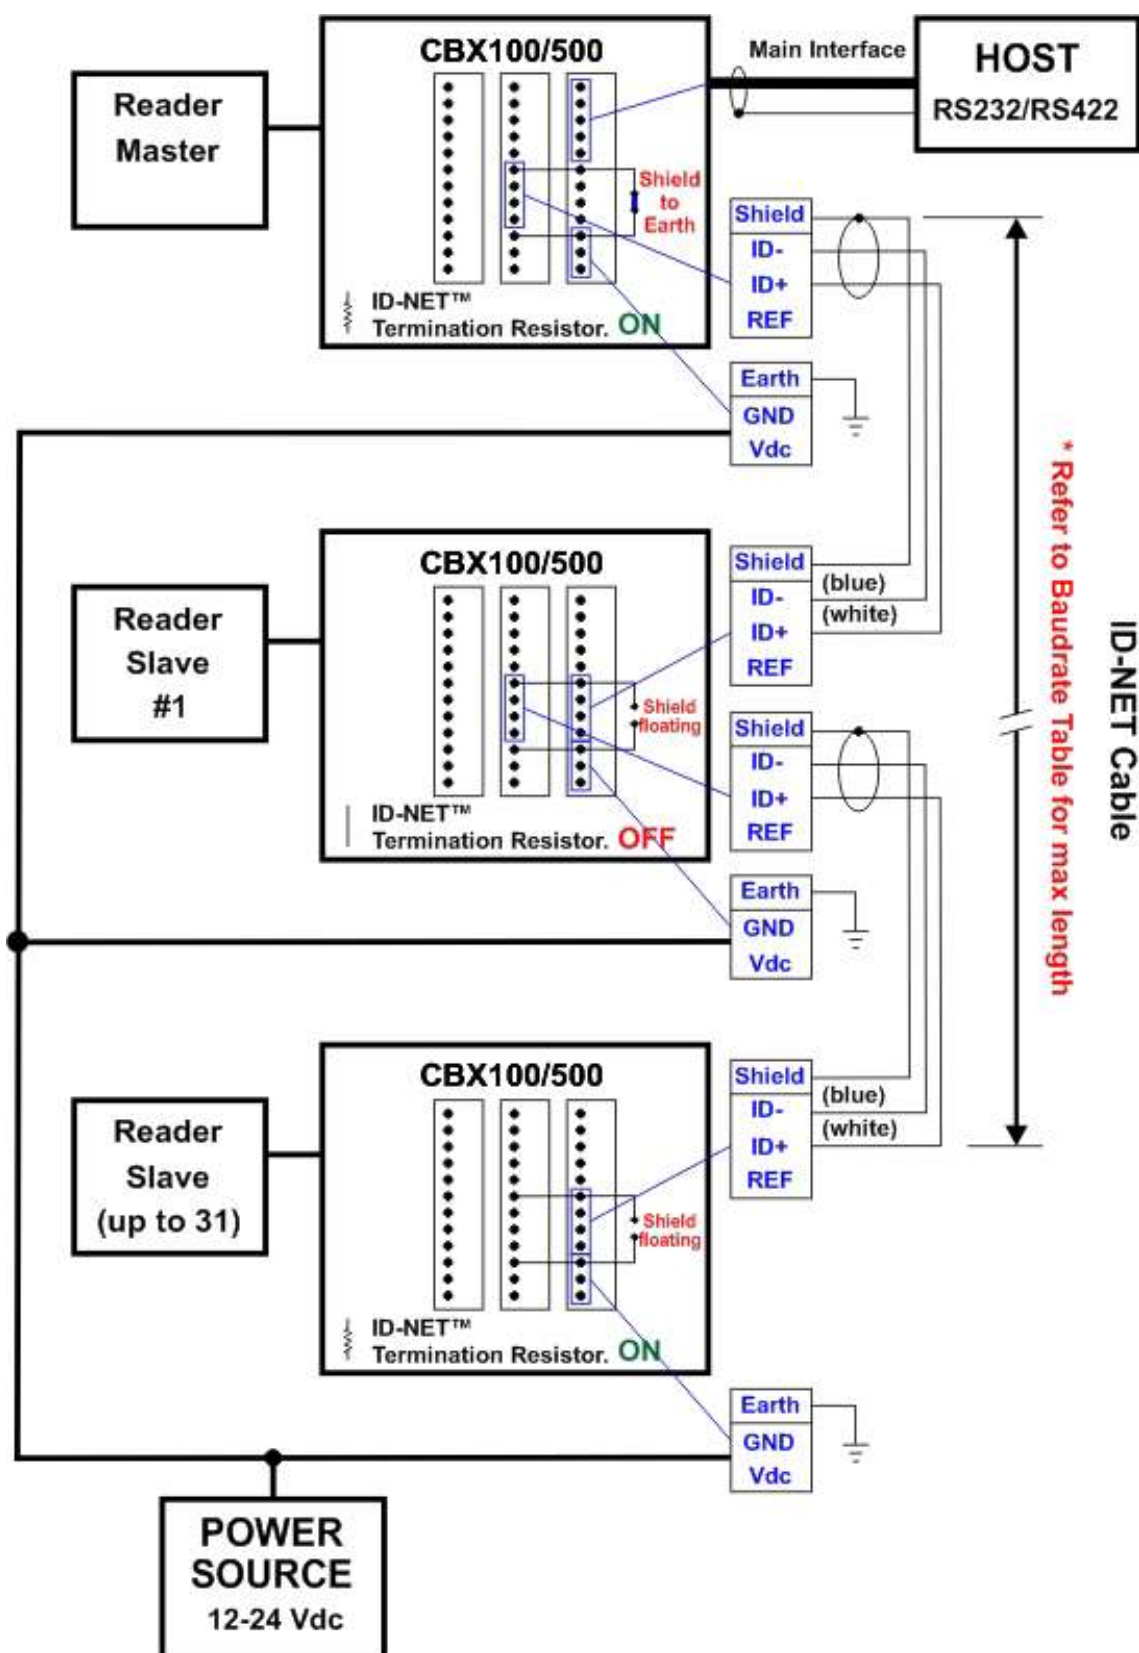 CBX100/500
Main Interface
HOST
RS232/RS422
Reader
Master
Shield
to
Earth
ID-NET™
Termination Resistor. ON
Shield
ID-
ID+
REF
Earth
GND
Vdc
CBX100/500
Reader
Slave
#1
Shield
floating
ID-NET™
Termination Resistor. OFF
Shield
ID-
ID+
REF
(blue)
(white)
Shield
ID-
ID+
REF
Earth
GND
Vdc
* Refer to Baudrate Table for max length
ID-NET Cable
CBX100/500
Reader
Slave
(up to 31)
Shield
floating
ID-NET™
Termination Resistor. ON
Shield
ID-
ID+
REF
(blue)
(white)
Earth
GND
Vdc
POWER
SOURCE
12-24 Vdc